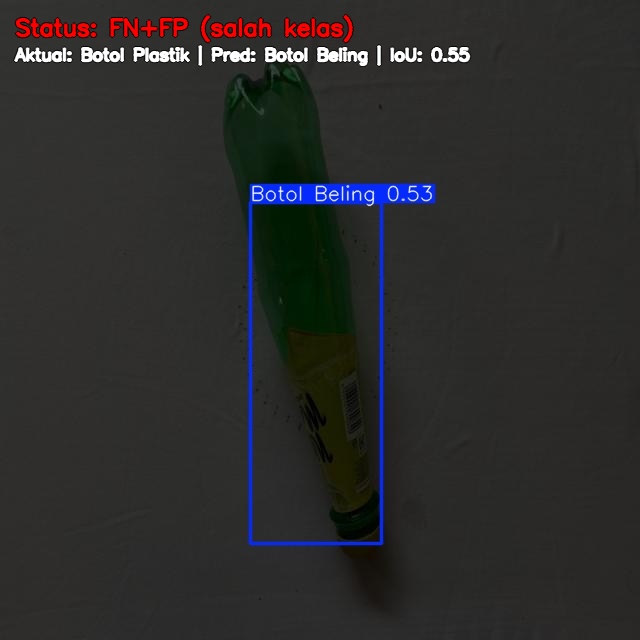 Status: FN+FP (salah kelas)
Aktual: Botol Plastik | Pred: Botol Beling | IoU: 0.55
Botol Beling 0.53